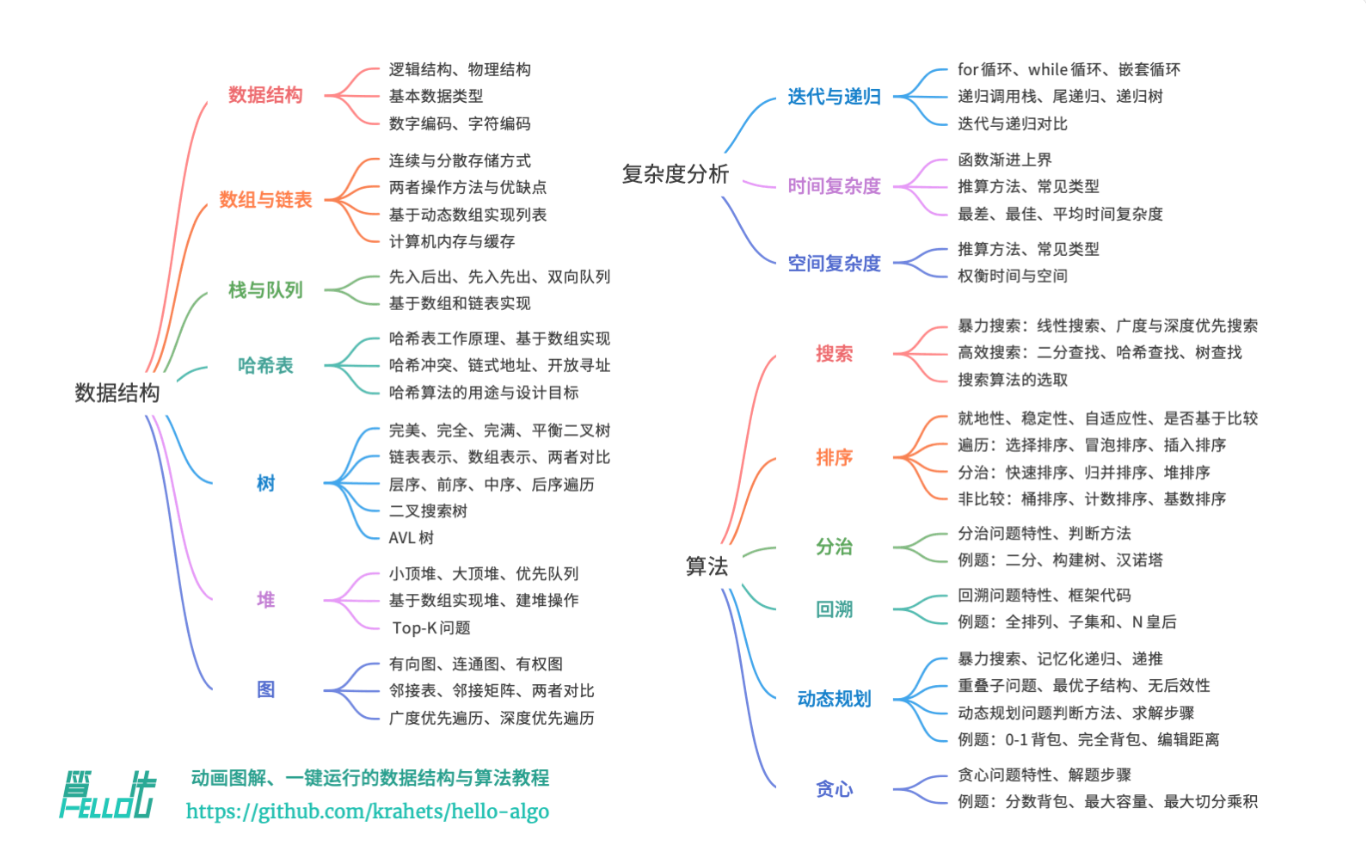 数据结构
数据结构
逻辑结构、物理结构
基本数据类型
数字编码、字符编码
数组与链表
连续与分散存储方式
两者操作方法与优缺点
基于动态数组实现列表
计算机内存与缓存
栈与队列
先入后出、先入先出、双向队列
基于数组和链表实现
哈希表
哈希表工作原理、基于数组实现
哈希冲突、链式地址、开放寻址
哈希算法的用途与设计目标
树
完美、完全、完满、平衡二叉树
链表表示、数组表示、两者对比
层序、前序、中序、后序遍历
二叉搜索树
AVL 树
堆
小顶堆、大顶堆、优先队列
基于数组实现堆、建堆操作
Top-K 问题
图
有向图、连通图、有权图
邻接表、邻接矩阵、两者对比
广度优先遍历、深度优先遍历
复杂度分析
迭代与递归
for 循环、while 循环、嵌套循环
递归调用栈、尾递归、递归树
迭代与递归对比
时间复杂度
函数渐进上界
推算方法、常见类型
最差、最佳、平均时间复杂度
空间复杂度
推算方法、常见类型
权衡时间与空间
算法
搜索
暴力搜索：线性搜索、广度与深度优先搜索
高效搜索：二分查找、哈希查找、树查找
搜索算法的选取
排序
就地性、稳定性、自适应性、是否基于比较
遍历：选择排序、冒泡排序、插入排序
分治：快速排序、归并排序、堆排序
非比较：桶排序、计数排序、基数排序
分治
分治问题特性、判断方法
例题：二分、构建树、汉诺塔
回溯
回溯问题特性、框架代码
例题：全排列、子集和、N 皇后
动态规划
暴力搜索、记忆化递归、递推
重叠子问题、最优子结构、无后效性
动态规划问题判断方法、求解步骤
例题：0-1 背包、完全背包、编辑距离
贪心
贪心问题特性、解题步骤
例题：分数背包、最大容量、最大切分乘积
算法
HELLO
动画图解、一键运行的数据结构与算法教程
https://github.com/krahets/hello-algo